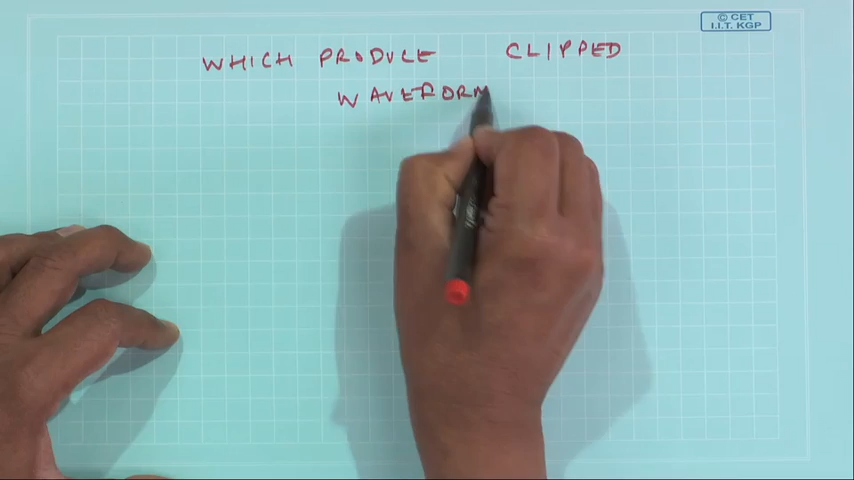 © CET
I.I.T. KGP
WHICH PRODUCE CLIPPED
WAVEFORM